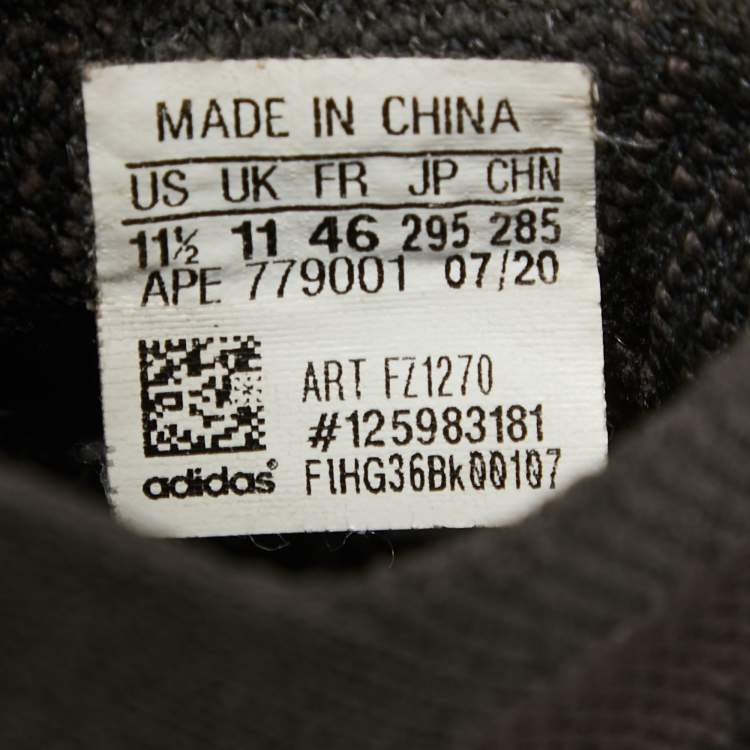 MADE IN CHINA
US UK FR JP CHN
11½ 11 46 295 285
APE 779001 07/20
ART FZ1270
#125983181
adidas® F1HG36Bk00107